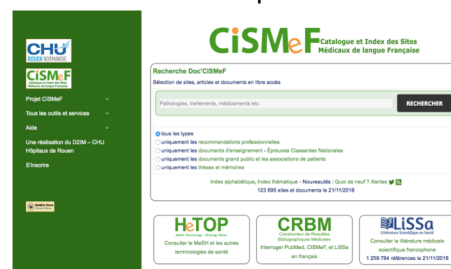 CHU
ROUEN NORMANDIE
CiSMeF
Projet CISMeF
Tous les outils et services
Aide
Une réalisation du D2IM – CHU
Hôpitaux de Rouen
S'inscrire
CiSMeF
Catalogue et Index des Sites
Médicaux de langue Française
Recherche Doc'CISMeF
Sélection de sites, articles et documents en libre accès
Pathologies, traitements, médicaments etc.
RECHERCHER
tous les types
uniquement les recommandations professionnelles
uniquement les documents d'enseignement - Épreuves Classantes Nationales
uniquement les documents grand public et les associations de patients
uniquement les thèses et mémoires
Index alphabétique, Index thématique - Nouveautés : Quoi de neuf ? Alertes
123 695 sites et documents le 21/11/2018
HeTOP
Consulter le MeSH et les autres
terminologies de santé
CRBM
Constructeur de Requêtes
Bibliographiques Médicales
Interroger PubMed, CISMeF, et LiSSa
en français
LiSSa
Littérature Scientifique en Santé
Consulter la littérature médicale
scientifique francophone
1 259 784 références le 21/11/2018